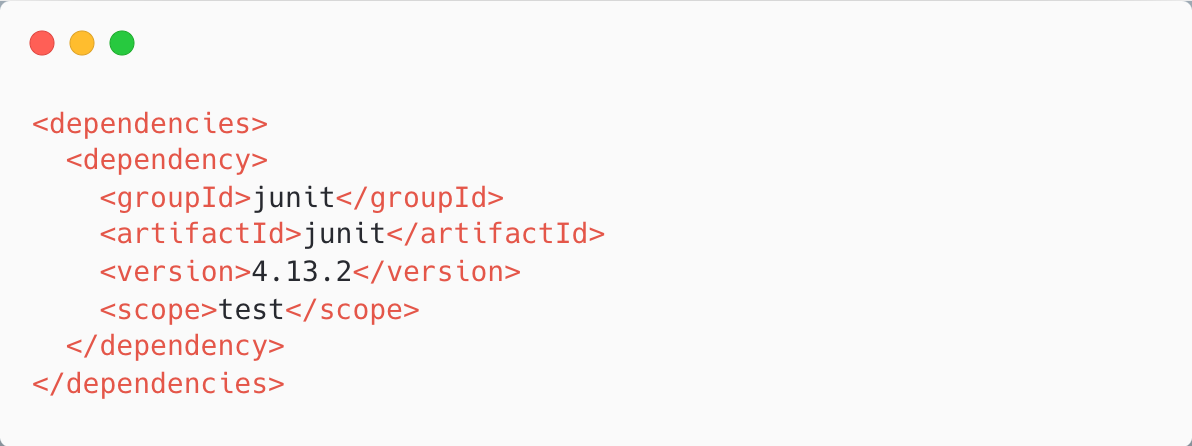 <dependencies>
  <dependency>
    <groupId>junit</groupId>
    <artifactId>junit</artifactId>
    <version>4.13.2</version>
    <scope>test</scope>
  </dependency>
</dependencies>